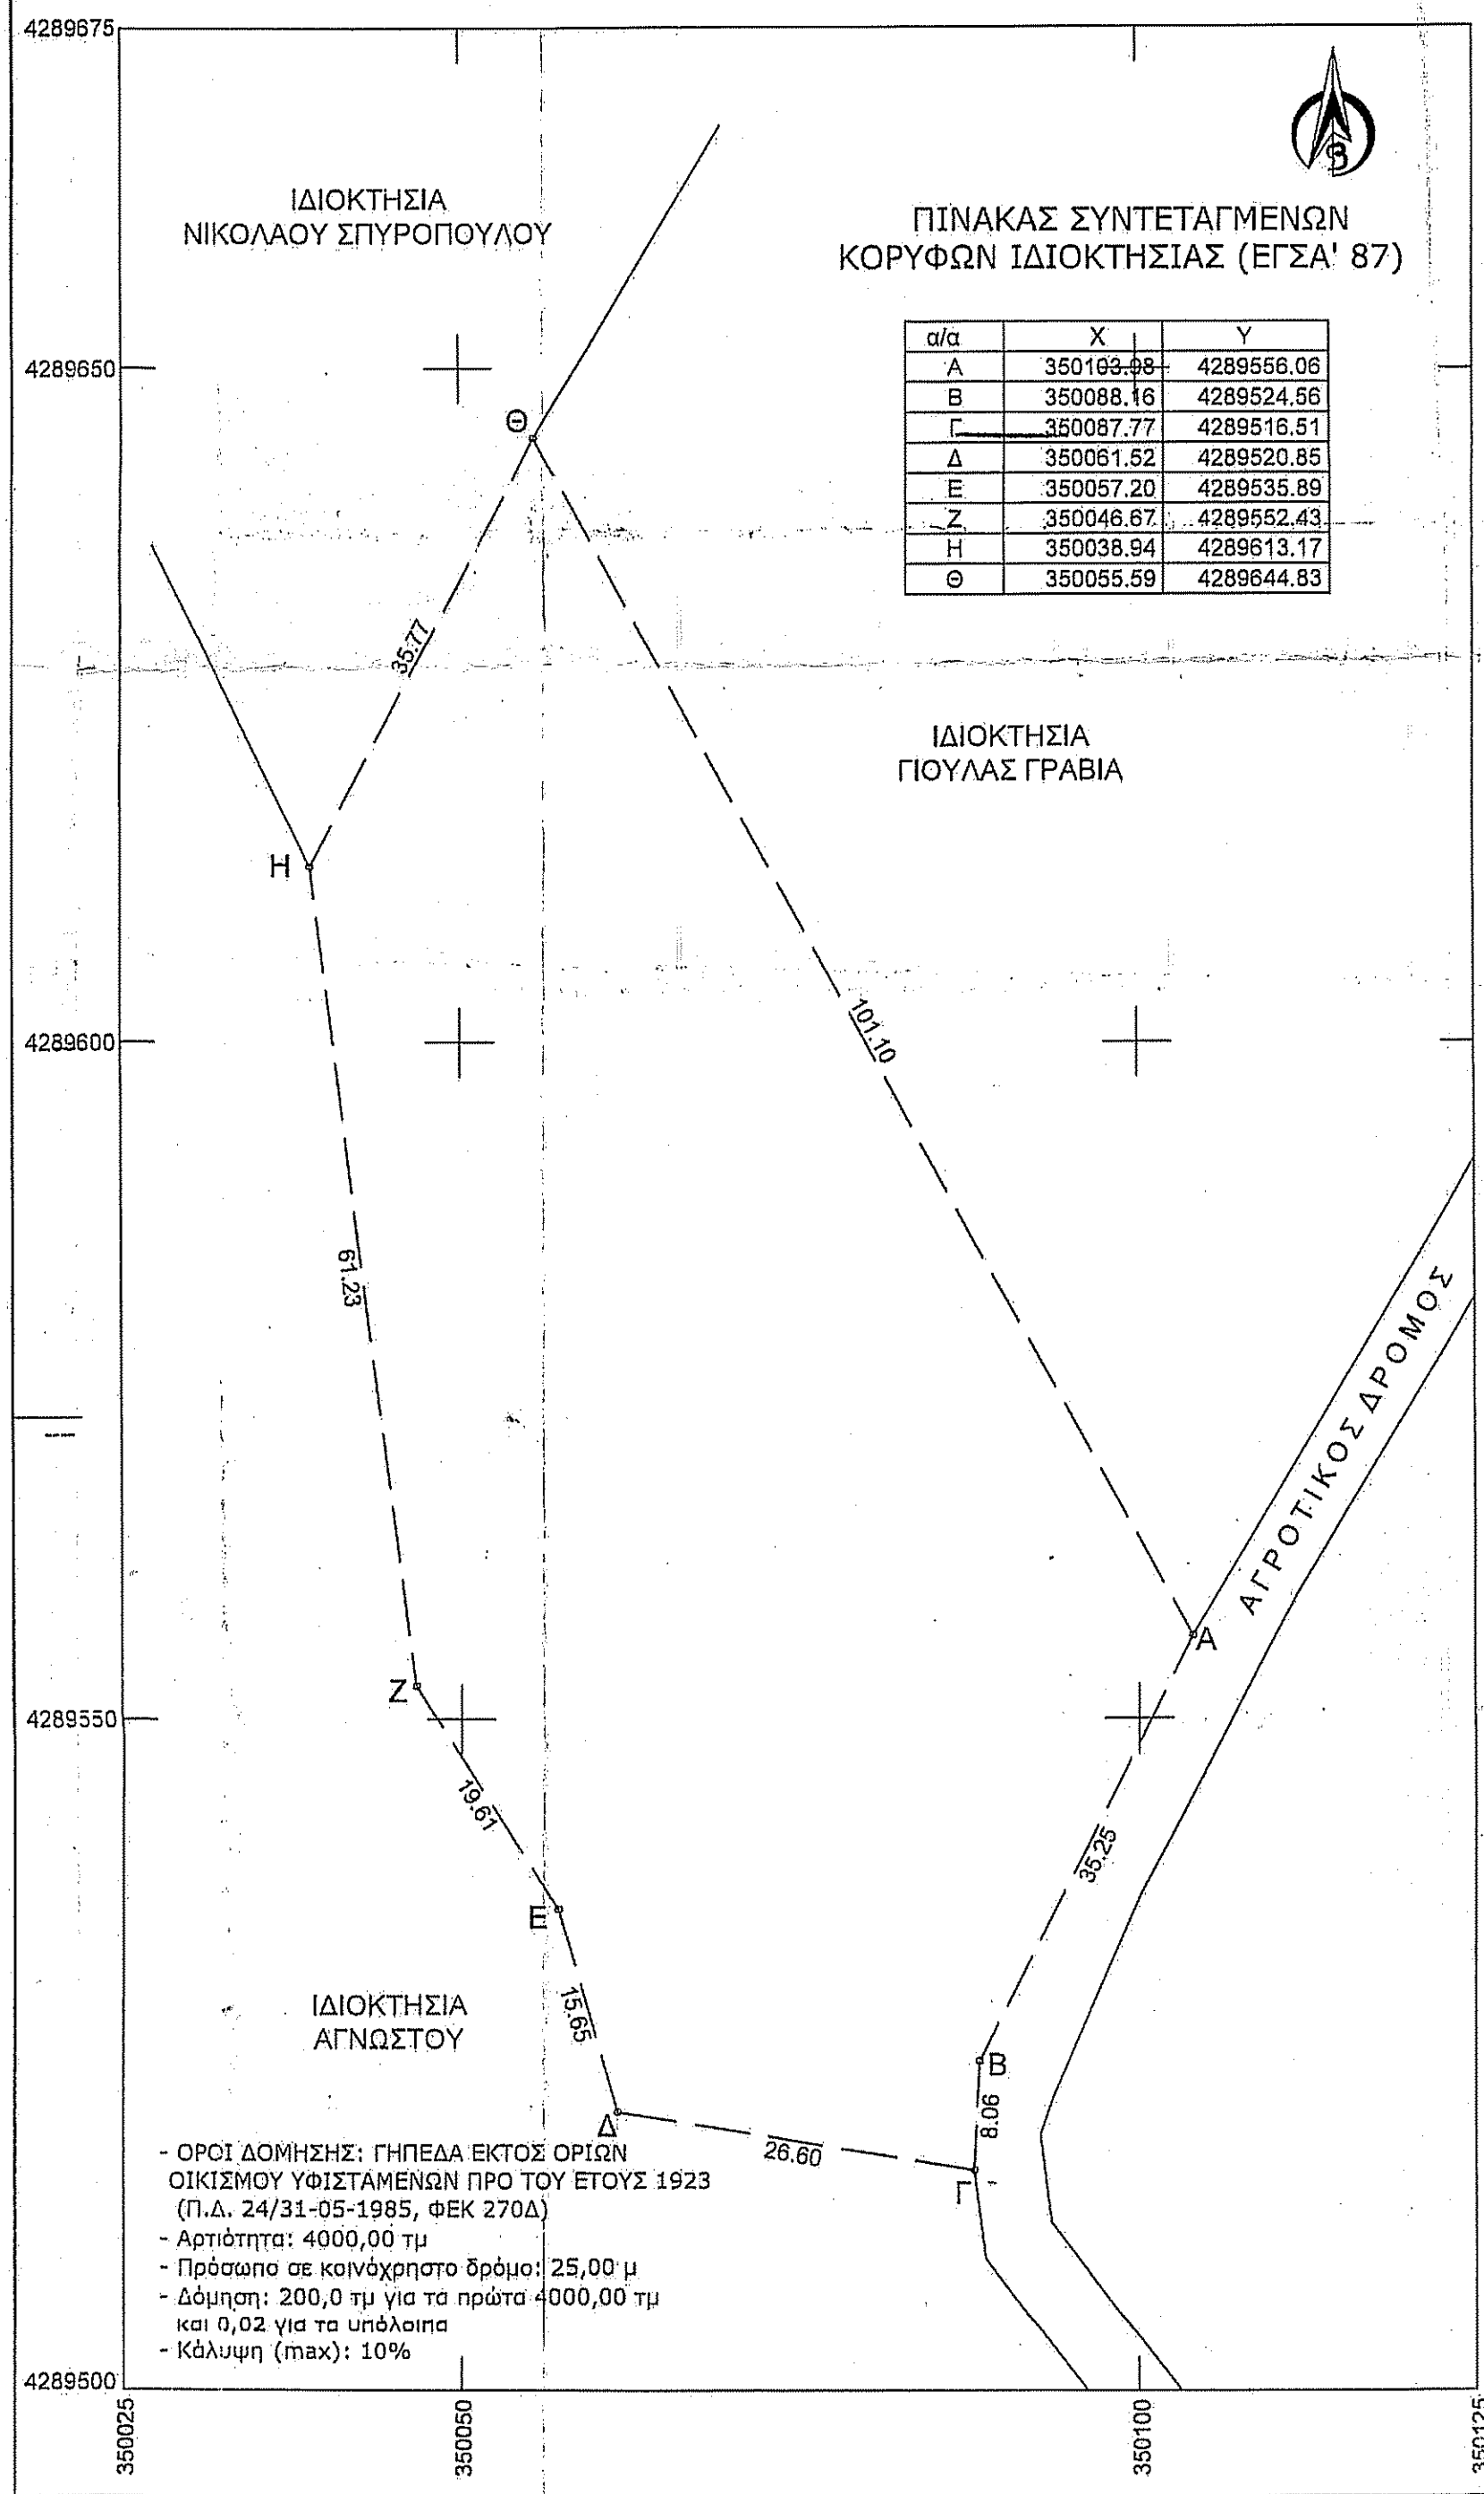 4289675
Β
ΙΔΙΟΚΤΗΣΙΑ
ΝΙΚΟΛΑΟΥ ΣΠΥΡΟΠΟΥΛΟΥ
ΠΙΝΑΚΑΣ ΣΥΝΤΕΤΑΓΜΕΝΩΝ
ΚΟΡΥΦΩΝ ΙΔΙΟΚΤΗΣΙΑΣ (ΕΓΣΑ' 87)
α/α X Y
Α 350103.98 4289556.06
Β 350088.16 4289524.56
Γ 350087.77 4289516.51
Δ 350061.52 4289520.85
Ε 350057.20 4289535.89
Ζ 350046.67 4289552.43
Η 350038.94 4289613.17
Θ 350055.59 4289644.83
4289650
Θ
35.77
ΙΔΙΟΚΤΗΣΙΑ
ΓΙΟΥΛΑΣ ΓΡΑΒΙΑ
Η
101.10
4289600
61.23
ΑΓΡΟΤΙΚΟΣ ΔΡΟΜΟΣ
Α
Ζ
4289550
19.61
35.25
Ε
15.65
ΙΔΙΟΚΤΗΣΙΑ
ΑΓΝΩΣΤΟΥ
Β
8.06
Δ
26.60
Γ
- ΟΡΟΙ ΔΟΜΗΣΗΣ: ΓΗΠΕΔΑ ΕΚΤΟΣ ΟΡΙΩΝ
ΟΙΚΙΣΜΟΥ ΥΦΙΣΤΑΜΕΝΩΝ ΠΡΟ ΤΟΥ ΕΤΟΥΣ 1923
(Π.Δ. 24/31-05-1985, ΦΕΚ 270Δ)
- Αρτιότητα: 4000,00 τμ
- Πρόσωπο σε κοινόχρηστο δρόμο: 25,00 μ
- Δόμηση: 200,0 τμ για τα πρώτα 4000,00 τμ
και 0,02 για τα υπόλοιπα
- Κάλυψη (max): 10%
4289500
350025
350050
350100
350125